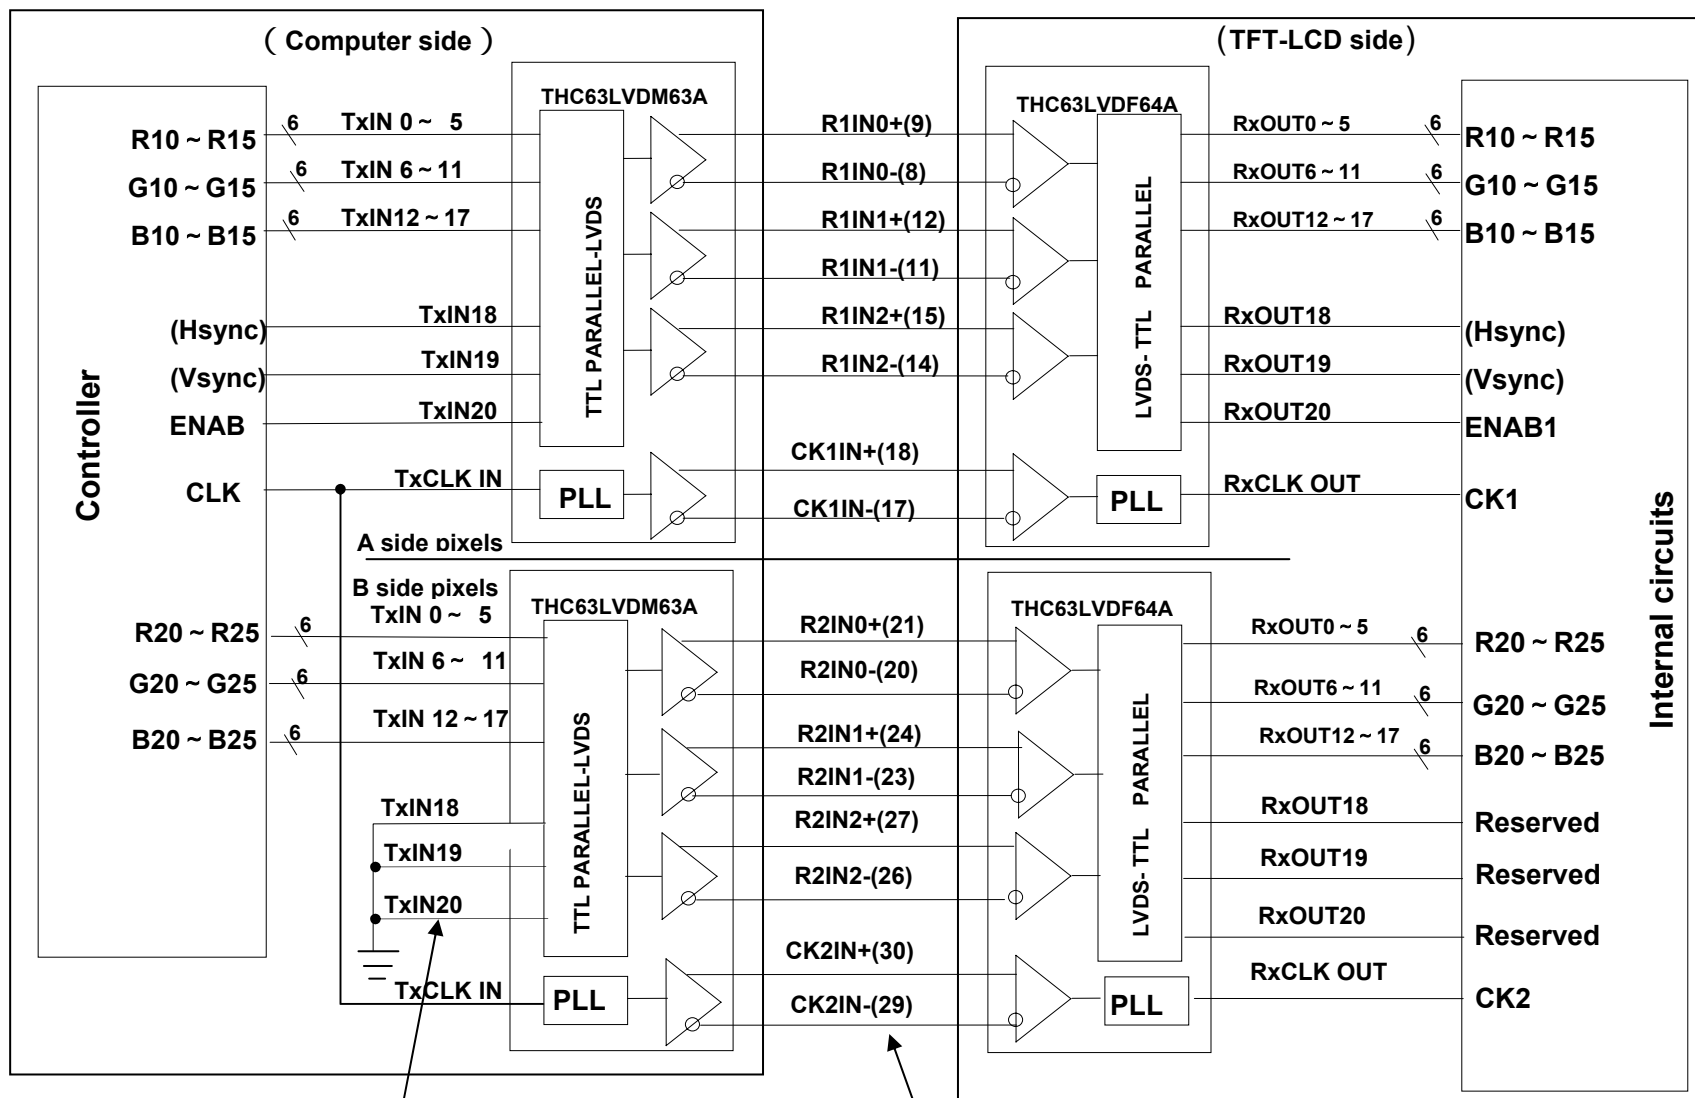 ( Computer side )
(TFT-LCD side)
THC63LVDM63A
THC63LVDF64A
Controller
R10 ~ R15
6
TxIN 0 ~ 5
G10 ~ G15
6
TxIN 6 ~ 11
B10 ~ B15
6
TxIN12 ~ 17
(Hsync)
TxIN18
(Vsync)
TxIN19
ENAB
TxIN20
CLK
TxCLK IN
TTL PARALLEL-LVDS
PLL
R1IN0+(9)
R1IN0-(8)
R1IN1+(12)
R1IN1-(11)
R1IN2+(15)
R1IN2-(14)
CK1IN+(18)
CK1IN-(17)
LVDS- TTL PARALLEL
PLL
RxOUT0 ~ 5
6
R10 ~ R15
RxOUT6 ~ 11
6
G10 ~ G15
RxOUT12 ~ 17
6
B10 ~ B15
RxOUT18
(Hsync)
RxOUT19
(Vsync)
RxOUT20
ENAB1
RxCLK OUT
CK1
Internal circuits
A side pixels
B side pixels
THC63LVDM63A
THC63LVDF64A
R20 ~ R25
6
TxIN 0 ~ 5
G20 ~ G25
6
TxIN 6 ~ 11
B20 ~ B25
6
TxIN 12 ~ 17
TxIN18
TxIN19
TxIN20
TxCLK IN
TTL PARALLEL-LVDS
PLL
R2IN0+(21)
R2IN0-(20)
R2IN1+(24)
R2IN1-(23)
R2IN2+(27)
R2IN2-(26)
CK2IN+(30)
CK2IN-(29)
LVDS- TTL PARALLEL
PLL
RxOUT0 ~ 5
6
R20 ~ R25
RxOUT6 ~ 11
6
G20 ~ G25
RxOUT12 ~ 17
6
B20 ~ B25
RxOUT18
Reserved
RxOUT19
Reserved
RxOUT20
Reserved
RxCLK OUT
CK2